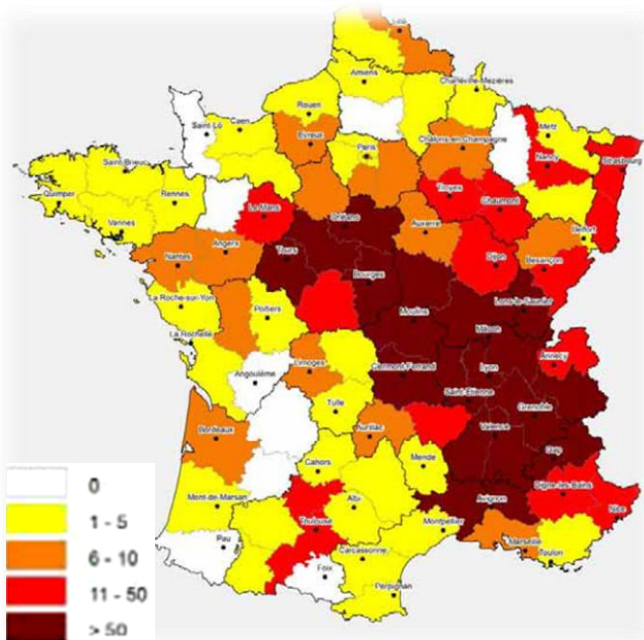 Lille
Amiens
Charleville-Mézières
Rouen
Saint-Lô
Caen
Evreux
Paris
Châlons-en-Champagne
Metz
Nancy
Strasbourg
Saint-Brieuc
Quimper
Rennes
Vannes
Le Mans
Orléans
Troyes
Chaumont
Auxerre
Belfort
Nantes
Angers
Tours
Bourges
Dijon
Besançon
La Roche-sur-Yon
Poitiers
Moulins
Lons-le-Saunier
La Rochelle
Mâcon
Angoulême
Limoges
Clermont-Ferrand
Lyon
Annecy
Tulle
Saint-Etienne
Grenoble
Bordeaux
Aurillac
Valence
Gap
Cahors
Mende
Mont-de-Marsan
Albi
Avignon
Digne-les-Bains
Nice
Toulouse
Montpellier
Marseille
Toulon
Pau
Foix
Carcassonne
Perpignan
0
1 - 5
6 - 10
11 - 50
> 50